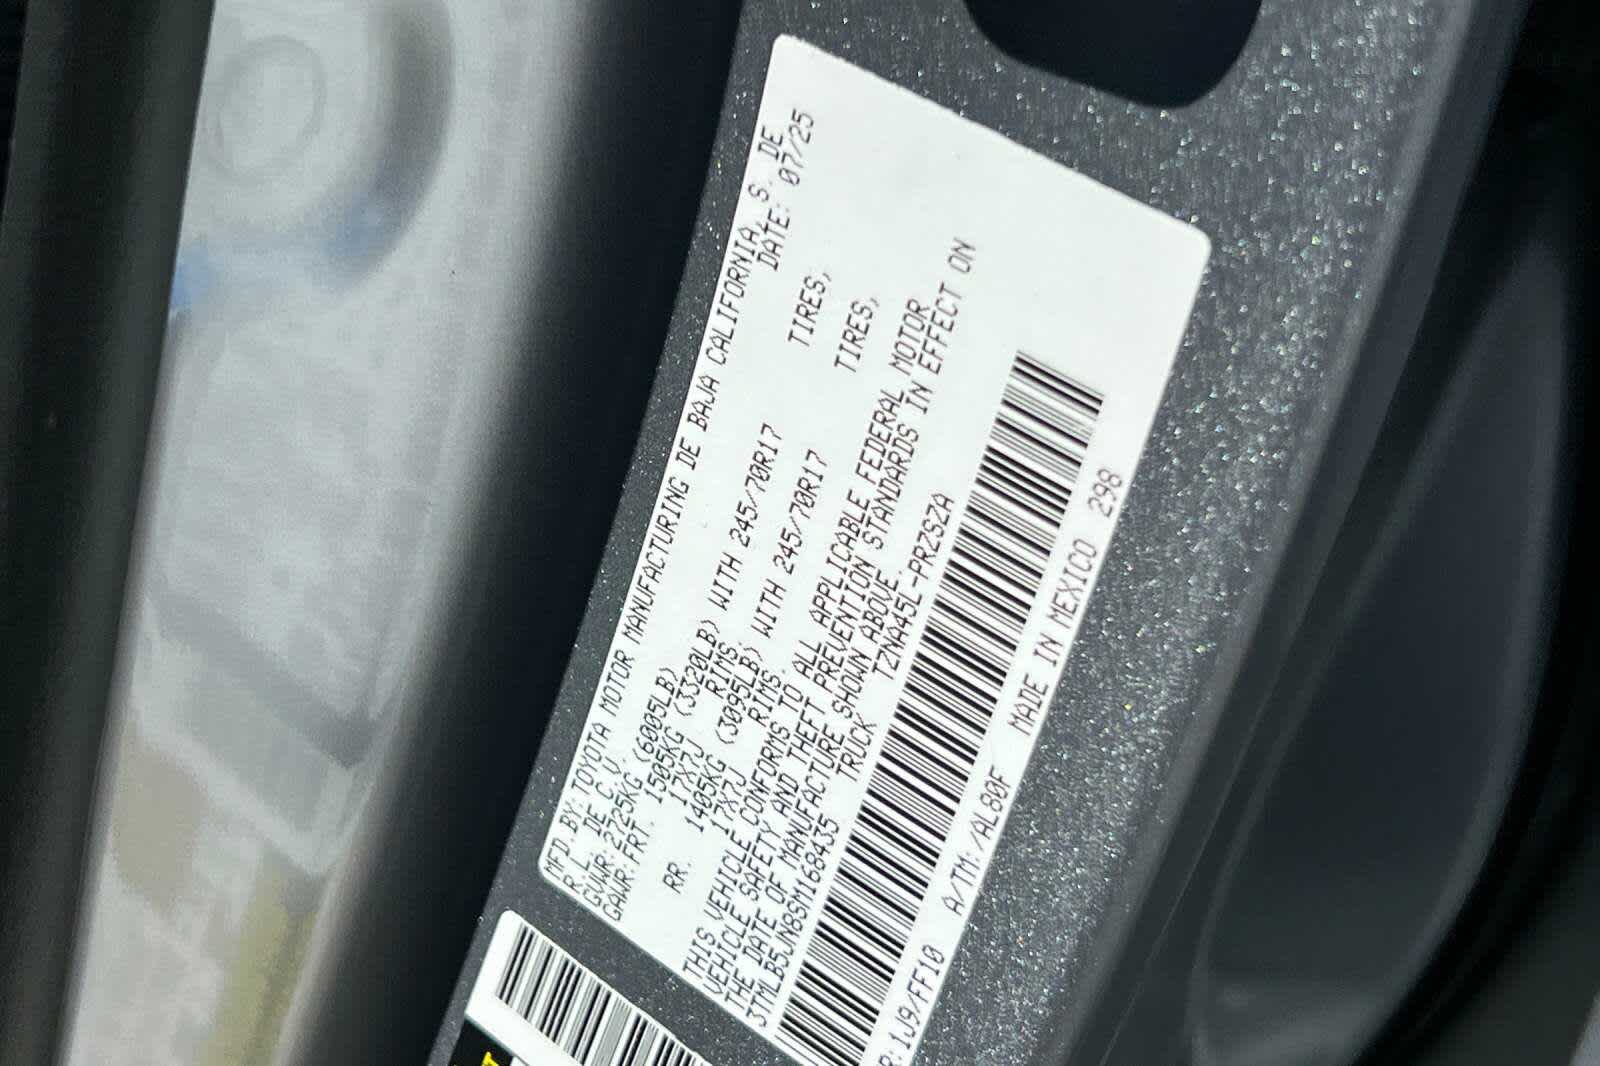 MFD.BY:TOYOTA MOTOR MANUFACTURING DE BAJA CALIFORNIA, S. DE
R.L. DE C.V. DATE: 07/25
GVWR:2725KG (6005LB)
GAWR:FRT. 1505KG (3320LB) WITH 245/70R17 TIRES,
17X7J RIMS.
RR. 1405KG (3095LB) WITH 245/70R17 TIRES,
17X7J RIMS.
THIS VEHICLE CONFORMS TO ALL APPLICABLE FEDERAL MOTOR
VEHICLE SAFETY AND THEFT PREVENTION STANDARDS IN EFFECT ON
THE DATE OF MANUFACTURE SHOWN ABOVE.
3TMLB5JN8SM168435 TRUCK TZNA45L-PRZSZA
R:1J9/FF10 A/TM:/AL80F MADE IN MEXICO 298